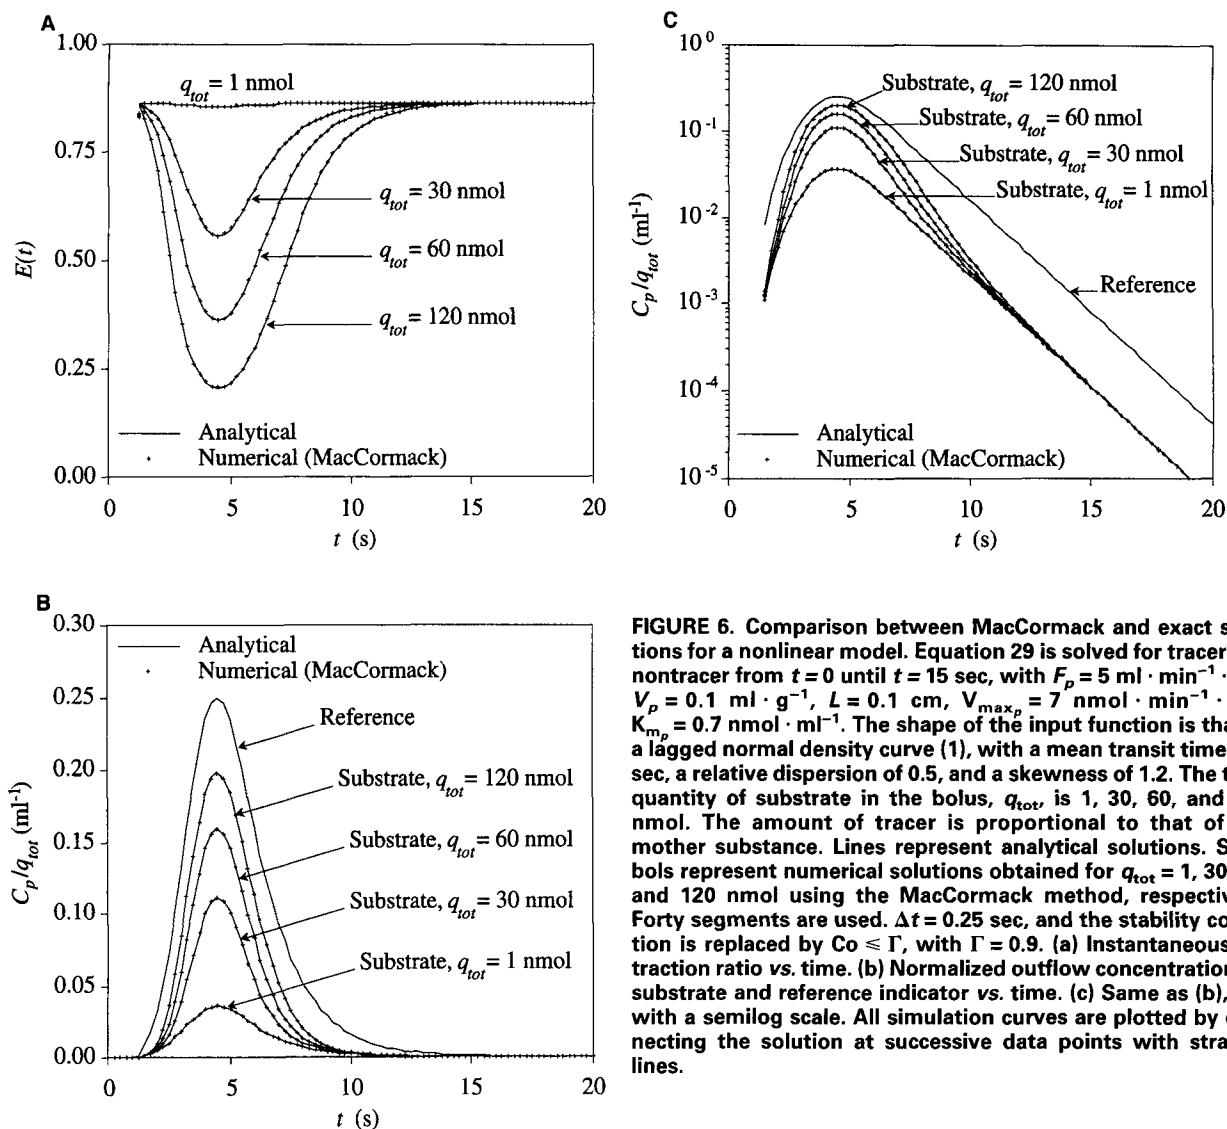 A
1.00
0.75
0.50
0.25
0.00
E(t)
q_tot = 1 nmol
q_tot = 30 nmol
q_tot = 60 nmol
q_tot = 120 nmol
Analytical
Numerical (MacCormack)
0 5 10 15 20
t (s)
C
10^0
10^-1
10^-2
10^-3
10^-4
10^-5
C_p/q_tot (ml^-1)
Substrate, q_tot = 120 nmol
Substrate, q_tot = 60 nmol
Substrate, q_tot = 30 nmol
Substrate, q_tot = 1 nmol
Reference
Analytical
Numerical (MacCormack)
0 5 10 15 20
t (s)
B
0.30
0.25
0.20
0.15
0.10
0.05
0.00
C_p/q_tot (ml^-1)
Analytical
Numerical (MacCormack)
Reference
Substrate, q_tot = 120 nmol
Substrate, q_tot = 60 nmol
Substrate, q_tot = 30 nmol
Substrate, q_tot = 1 nmol
0 5 10 15 20
t (s)
FIGURE 6. Comparison between MacCormack and exact s
tions for a nonlinear model. Equation 29 is solved for tracer
nontracer from t = 0 until t = 15 sec, with F_p = 5 ml · min^-1 ·
V_p = 0.1 ml · g^-1, L = 0.1 cm, V_max_p = 7 nmol · min^-1 ·
K_m_p = 0.7 nmol · ml^-1. The shape of the input function is tha
a lagged normal density curve (1), with a mean transit time
sec, a relative dispersion of 0.5, and a skewness of 1.2. The t
quantity of substrate in the bolus, q_tot, is 1, 30, 60, and
nmol. The amount of tracer is proportional to that of
mother substance. Lines represent analytical solutions. S
bols represent numerical solutions obtained for q_tot = 1, 30
and 120 nmol using the MacCormack method, respectiv
Forty segments are used. Δt = 0.25 sec, and the stability co
tion is replaced by Co ≤ Γ, with Γ = 0.9. (a) Instantaneous
traction ratio vs. time. (b) Normalized outflow concentration
substrate and reference indicator vs. time. (c) Same as (b),
with a semilog scale. All simulation curves are plotted by
necting the solution at successive data points with stra
lines.